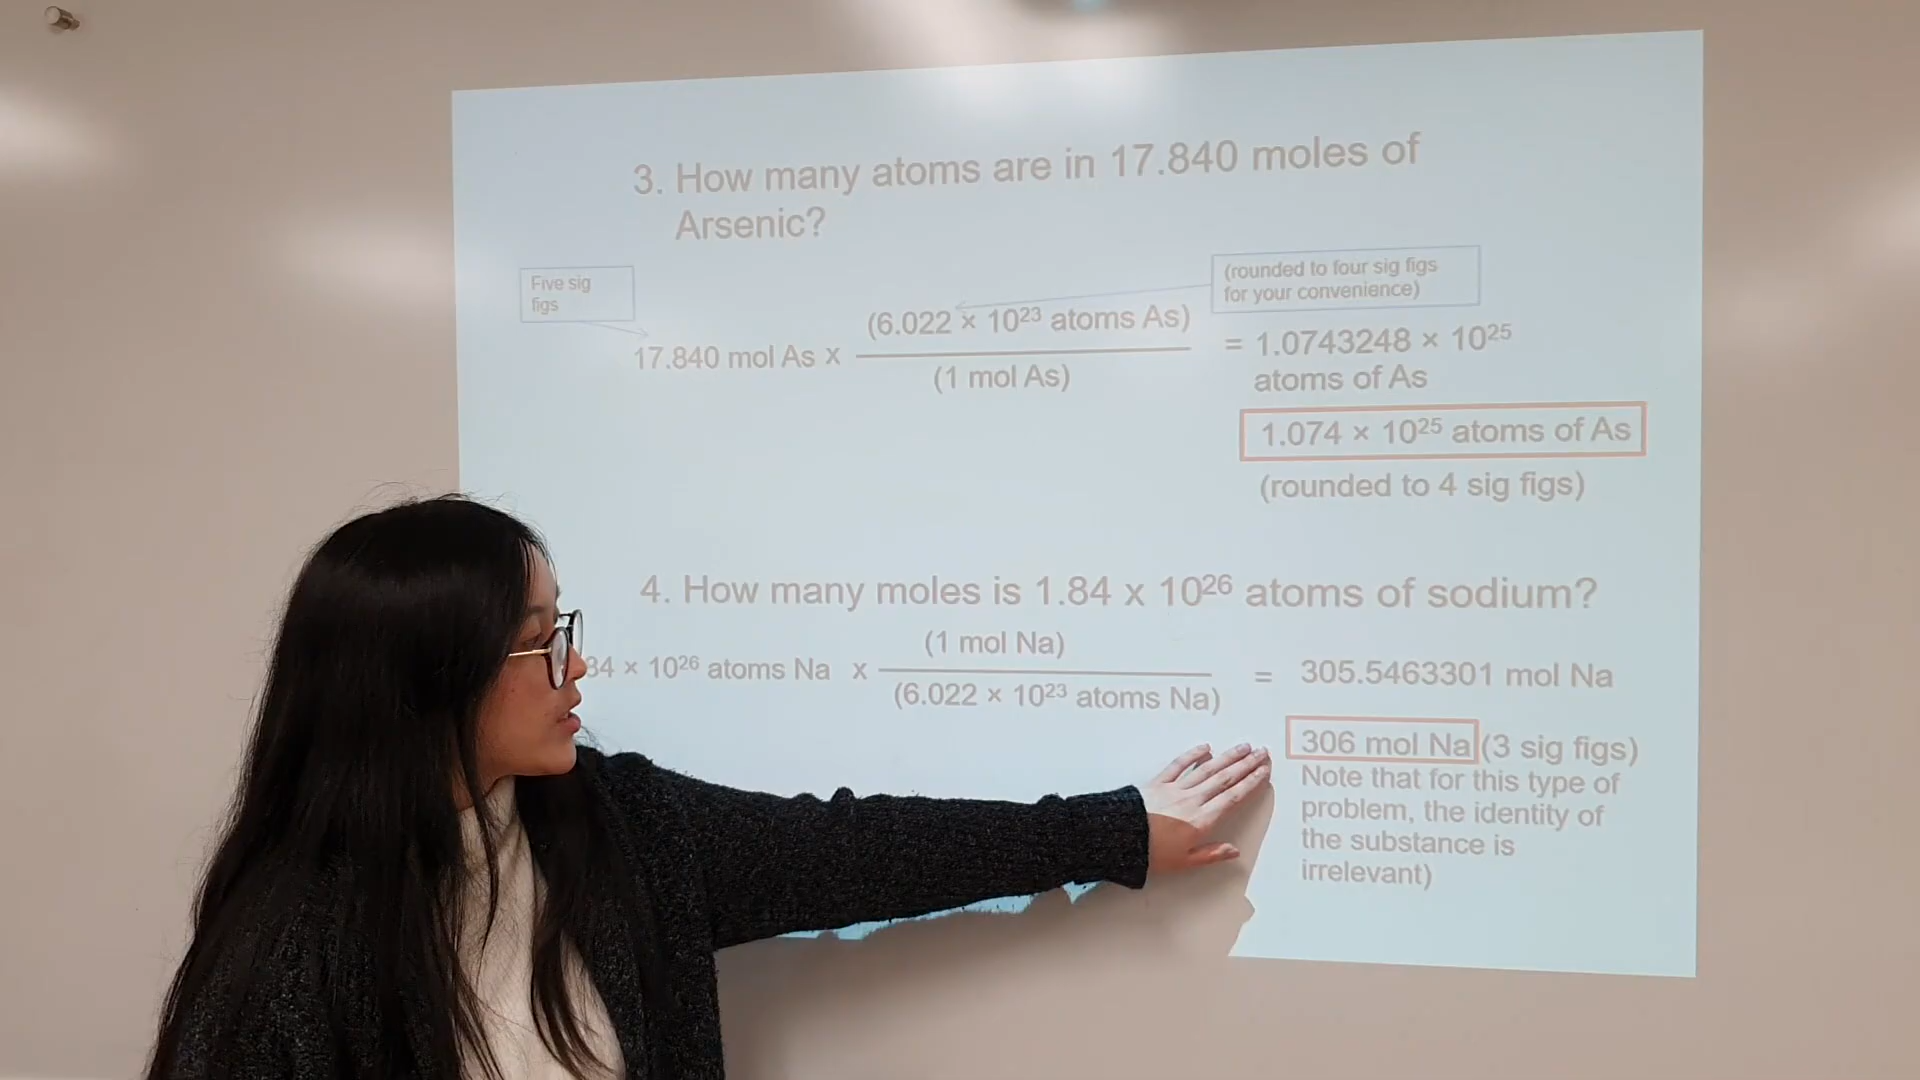 3. How many atoms are in 17.840 moles of
Arsenic?
Five sig
figs
(rounded to four sig figs
for your convenience)
17.840 mol As x
(6.022 × 10²³ atoms As)
(1 mol As)
= 1.0743248 × 10²⁵
atoms of As
1.074 × 10²⁵ atoms of As
(rounded to 4 sig figs)
4. How many moles is 1.84 x 10²⁶ atoms of sodium?
84 × 10²⁶ atoms Na x
(1 mol Na)
(6.022 × 10²³ atoms Na)
= 305.5463301 mol Na
306 mol Na (3 sig figs)
Note that for this type of
problem, the identity of
the substance is
irrelevant)